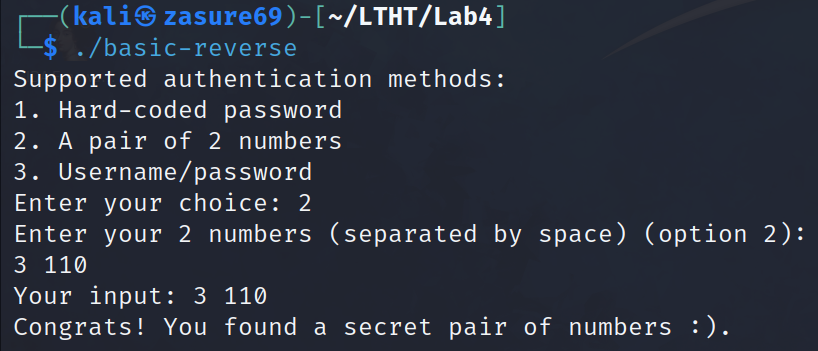 ┌──(kali㉿zasure69)-[~/LTHT/Lab4]
└─$ ./basic-reverse
Supported authentication methods:
1. Hard-coded password
2. A pair of 2 numbers
3. Username/password
Enter your choice: 2
Enter your 2 numbers (separated by space) (option 2):
3 110
Your input: 3 110
Congrats! You found a secret pair of numbers :).